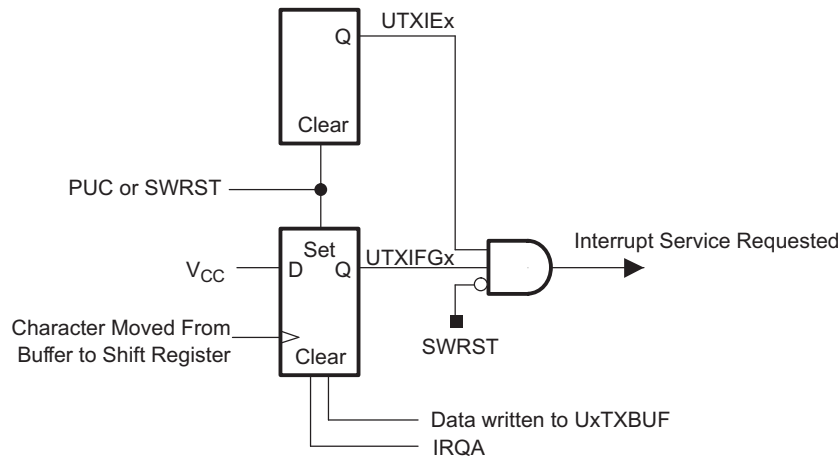 UTXIEx
Q
Clear
PUC or SWRST
Set
VCC
D
Q
UTXIFGx
Interrupt Service Requested
Character Moved From
Buffer to Shift Register
Clear
SWRST
Data written to UxTXBUF
IRQA